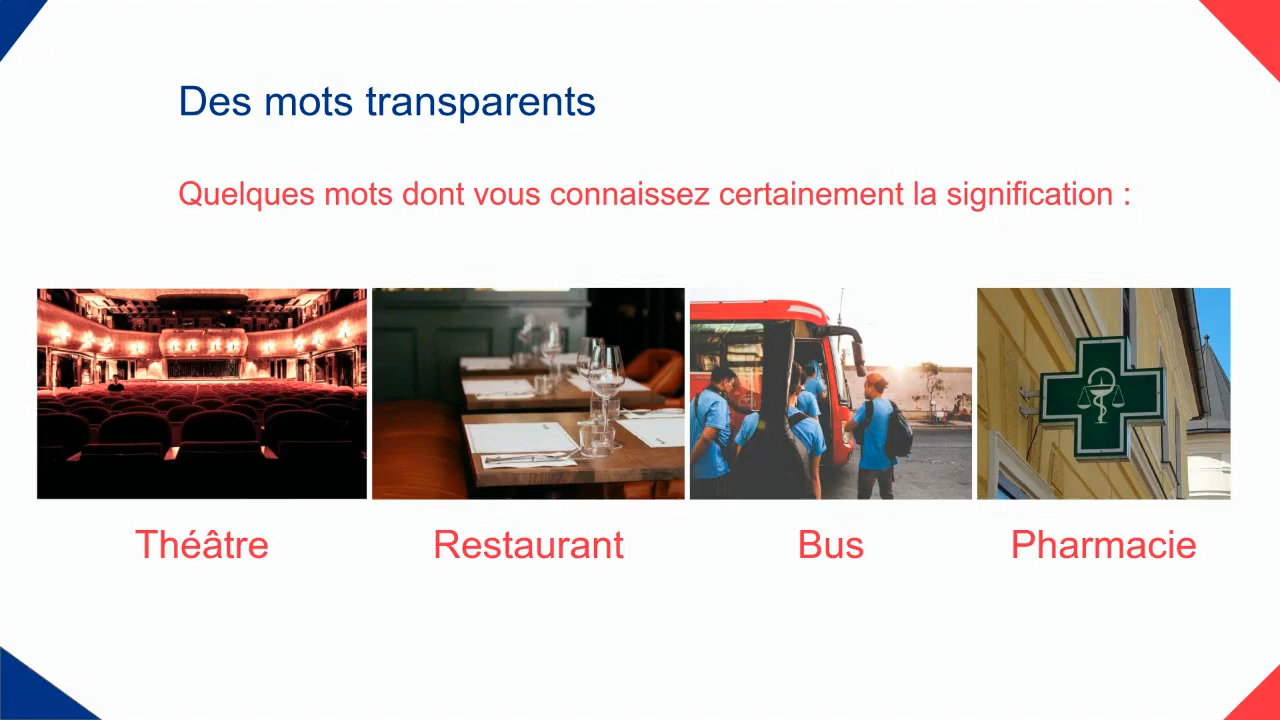 Des mots transparents
Quelques mots dont vous connaissez certainement la signification :
Théâtre
Restaurant
Bus
Pharmacie